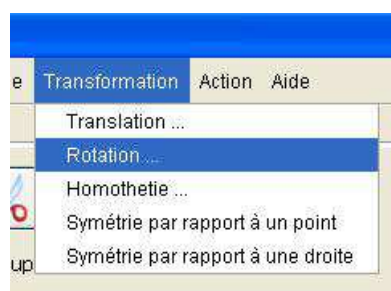 e Transformation Action Aide
Translation ...
Rotation ...
Homothetie ...
Symétrie par rapport à un point
up Symétrie par rapport à une droite